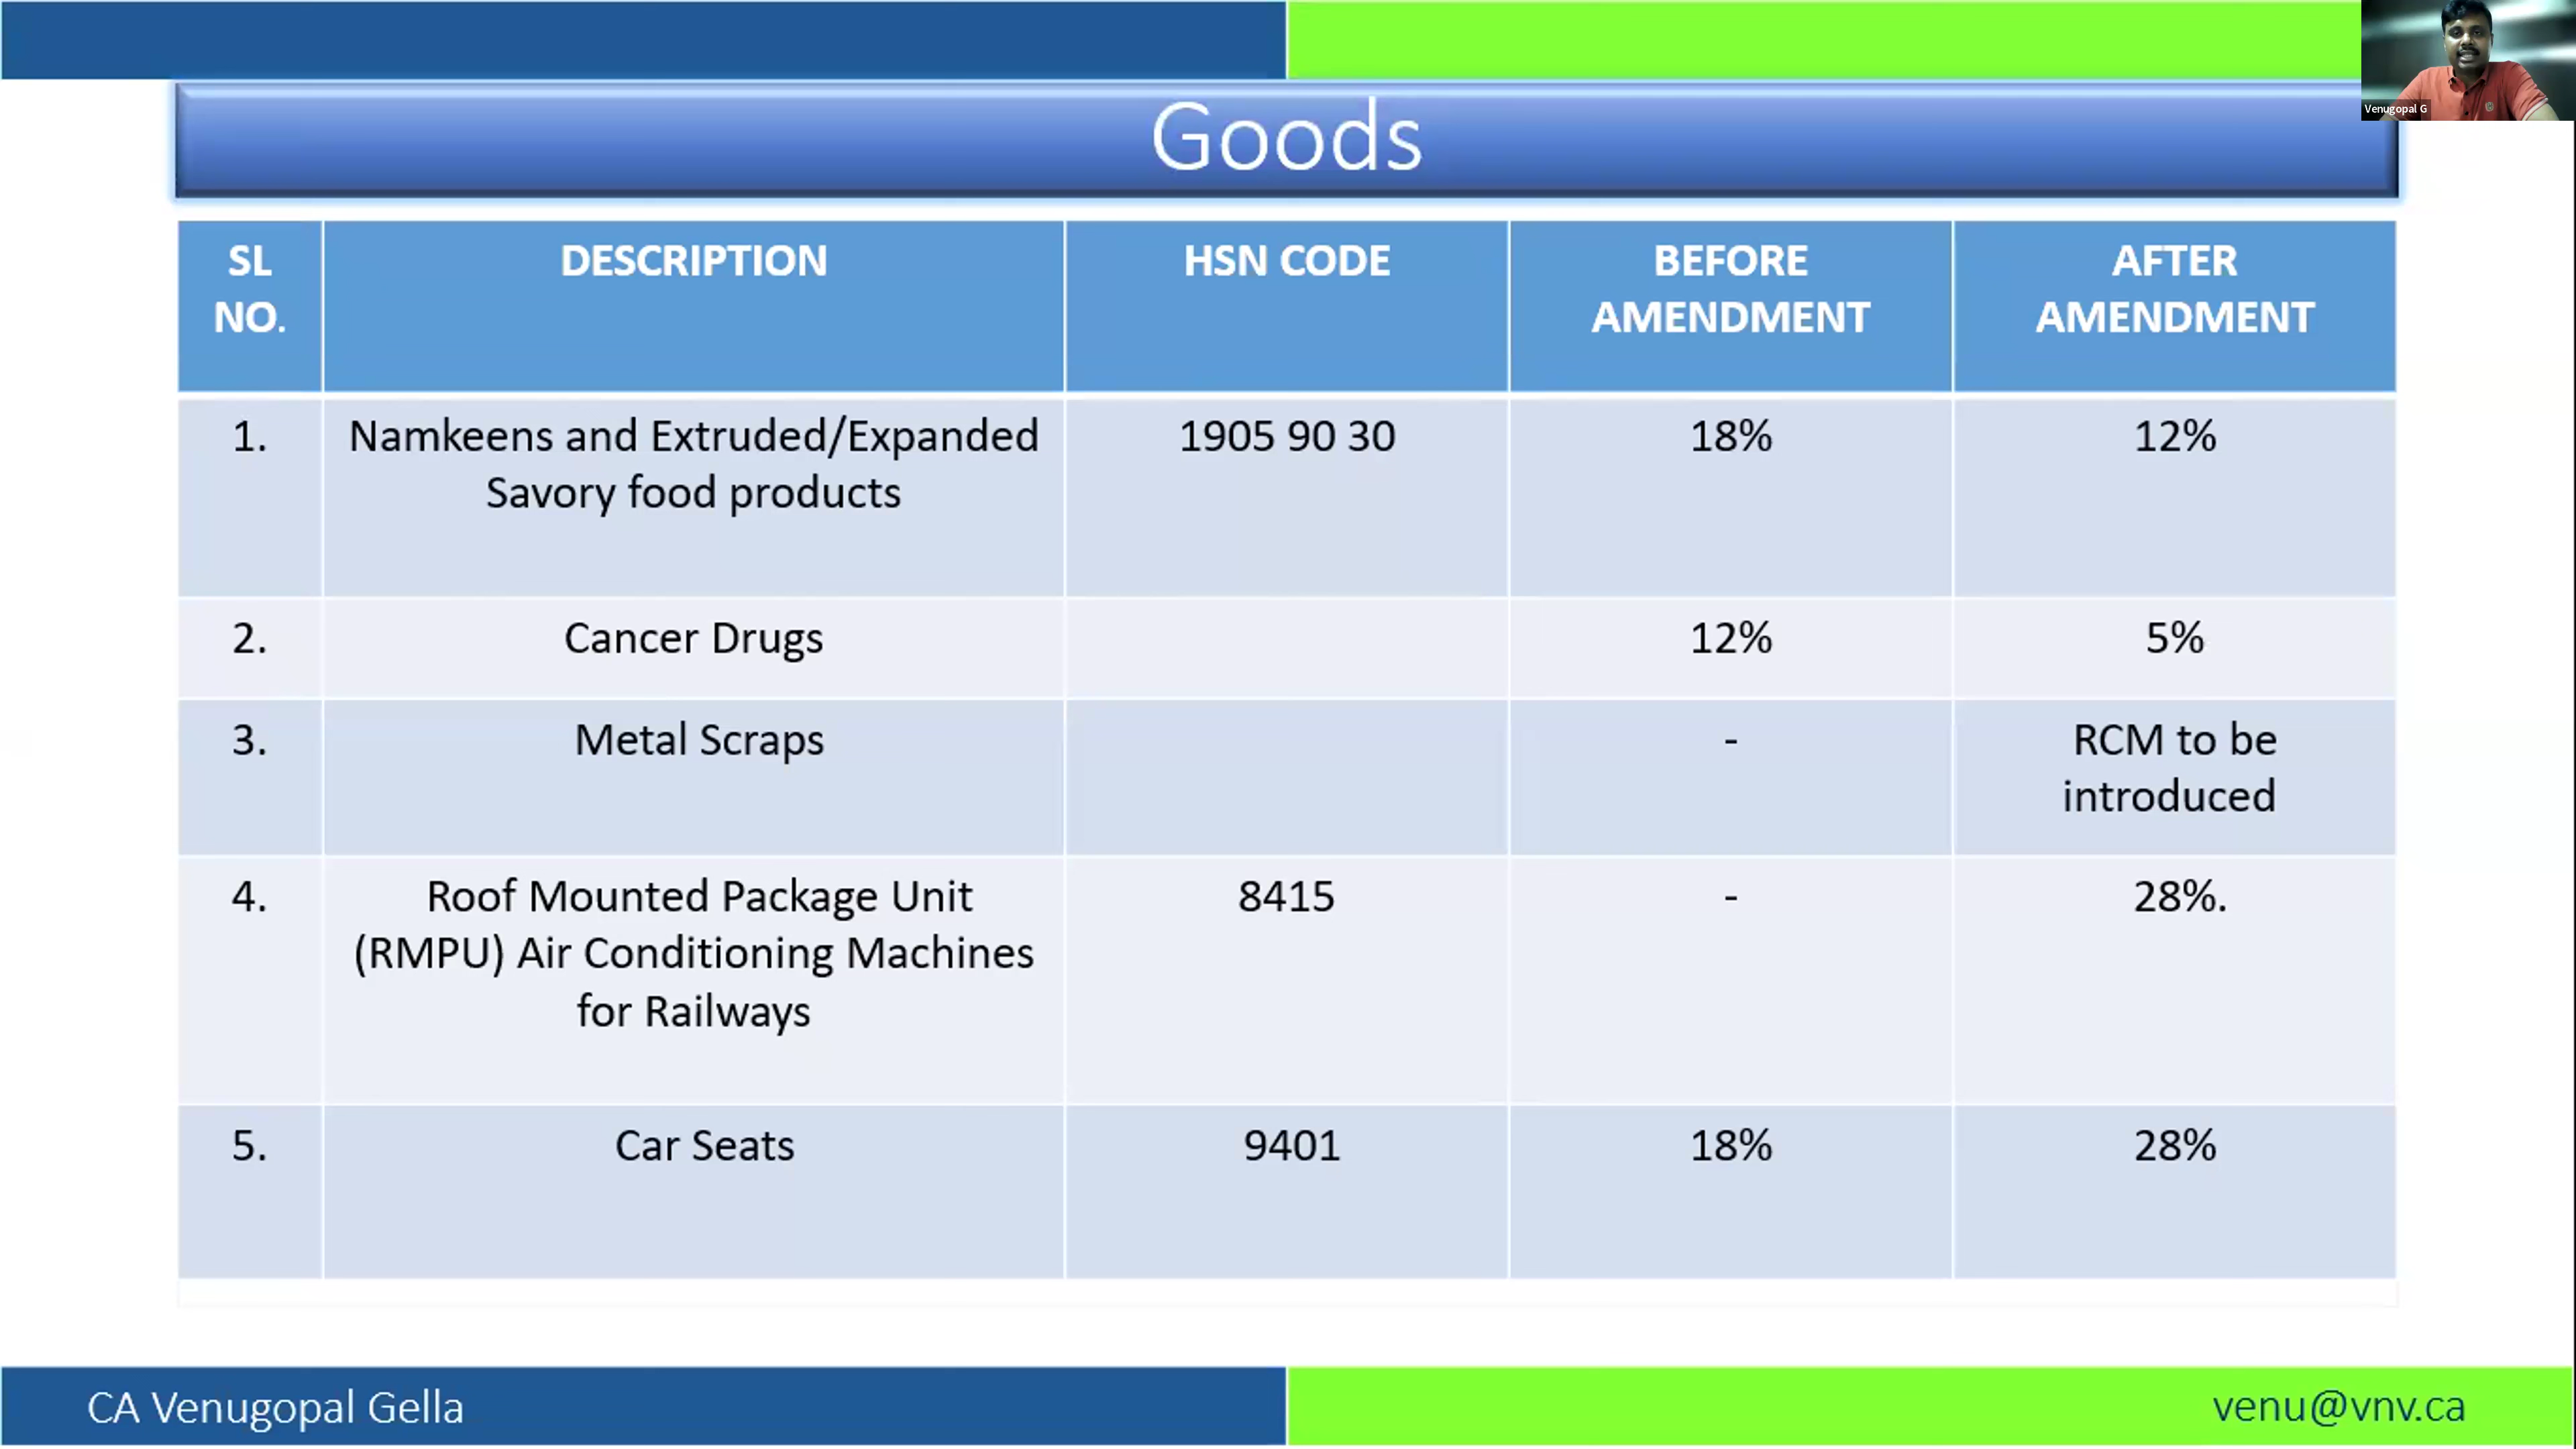 Venugopal G
Goods
SL NO. DESCRIPTION HSN CODE BEFORE AMENDMENT AFTER AMENDMENT
1. Namkeens and Extruded/Expanded Savory food products 1905 90 30 18% 12%
2. Cancer Drugs 12% 5%
3. Metal Scraps - RCM to be introduced
4. Roof Mounted Package Unit (RMPU) Air Conditioning Machines for Railways 8415 - 28%.
5. Car Seats 9401 18% 28%
CA Venugopal Gella
venu@vnv.ca